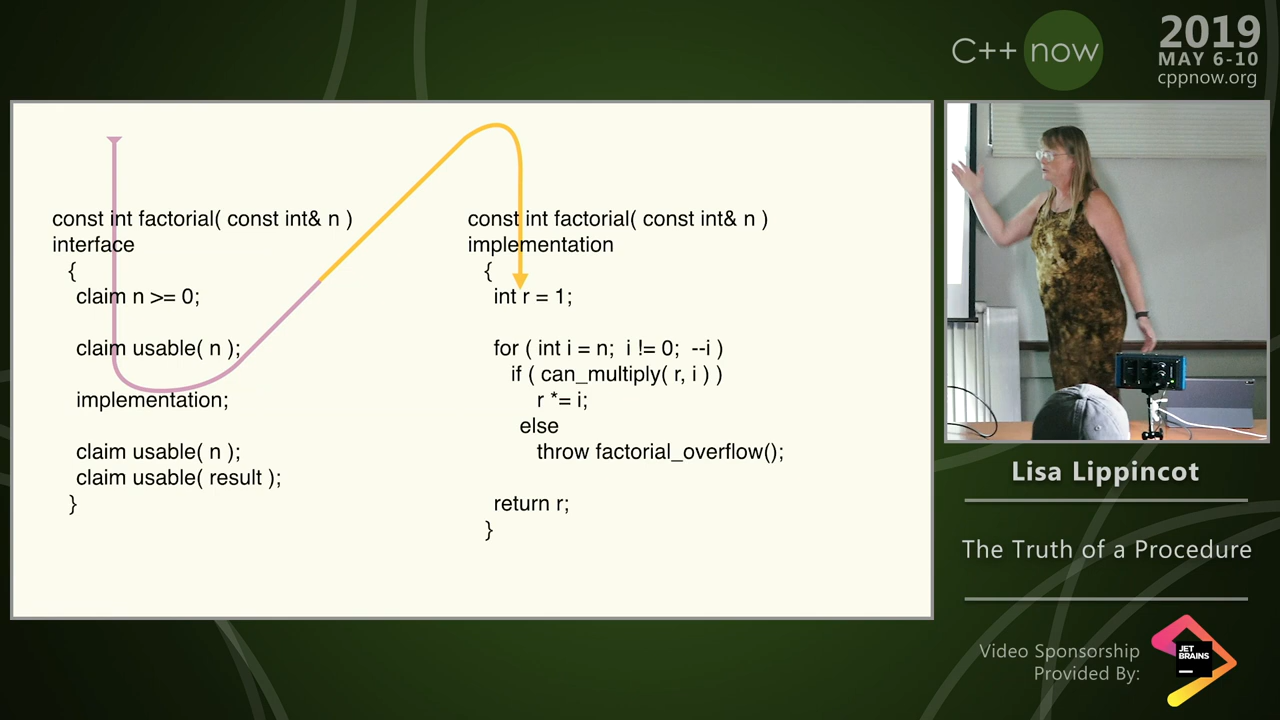 C++ now
2019
MAY 6-10
cppnow.org
const int factorial( const int& n )
interface
{
claim n >= 0;
claim usable( n );
implementation;
claim usable( n );
claim usable( result );
}
const int factorial( const int& n )
implementation
{
int r = 1;
for ( int i = n;  i != 0;  --i )
if ( can_multiply( r, i ) )
r *= i;
else
throw factorial_overflow();
return r;
}
Lisa Lippincot
The Truth of a Procedure
Video Sponsorship
Provided By:
JET
BRAINS